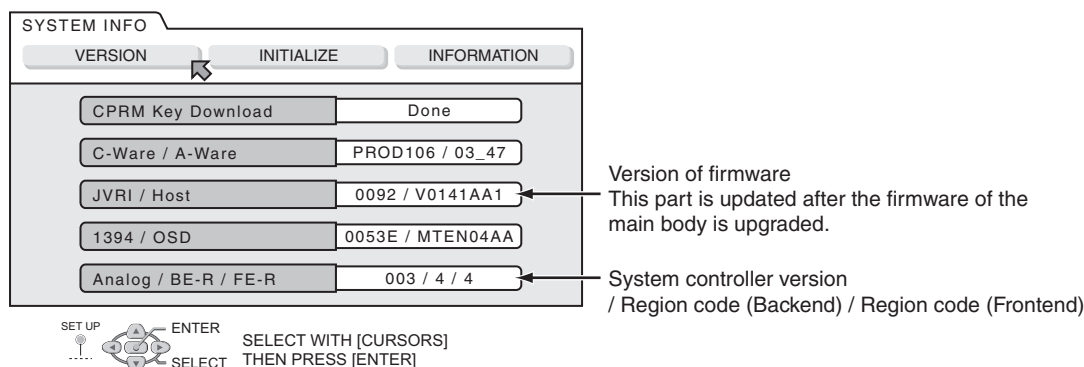 SYSTEM INFO
VERSION INITIALIZE INFORMATION
CPRM Key Download Done
C-Ware / A-Ware PROD106 / 03_47
JVRI / Host 0092 / V0141AA1
1394 / OSD 0053E / MTEN04AA
Analog / BE-R / FE-R 003 / 4 / 4
Version of firmware
This part is updated after the firmware of the
main body is upgraded.
System controller version
/ Region code (Backend) / Region code (Frontend)
SET UP
ENTER
SELECT
SELECT WITH [CURSORS]
THEN PRESS [ENTER]